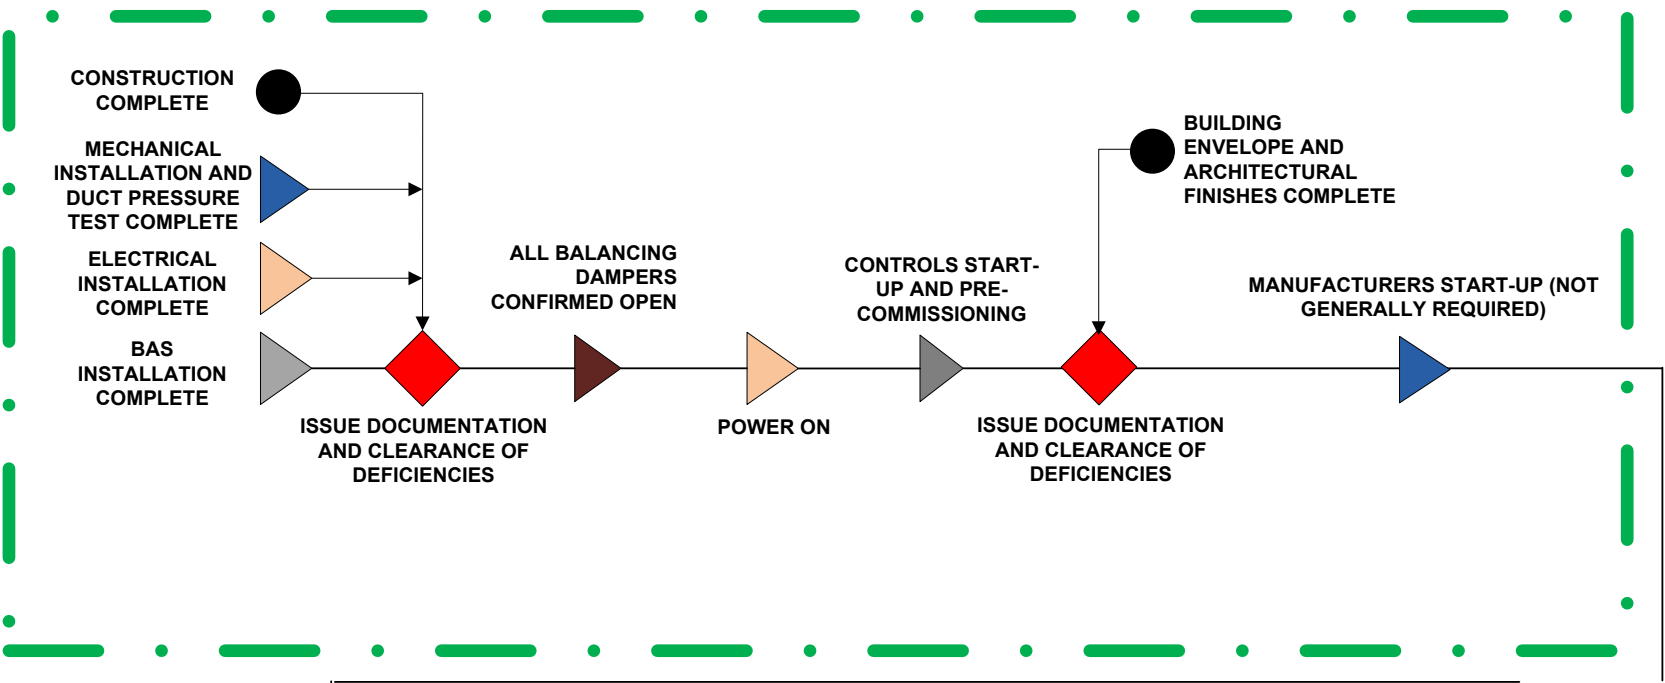 CONSTRUCTION
COMPLETE
MECHANICAL
INSTALLATION AND
DUCT PRESSURE
TEST COMPLETE
ELECTRICAL
INSTALLATION
COMPLETE
BAS
INSTALLATION
COMPLETE
ISSUE DOCUMENTATION
AND CLEARANCE OF
DEFICIENCIES
ALL BALANCING
DAMPERS
CONFIRMED OPEN
POWER ON
CONTROLS START-
UP AND PRE-
COMMISSIONING
BUILDING
ENVELOPE AND
ARCHITECTURAL
FINISHES COMPLETE
ISSUE DOCUMENTATION
AND CLEARANCE OF
DEFICIENCIES
MANUFACTURERS START-UP (NOT
GENERALLY REQUIRED)